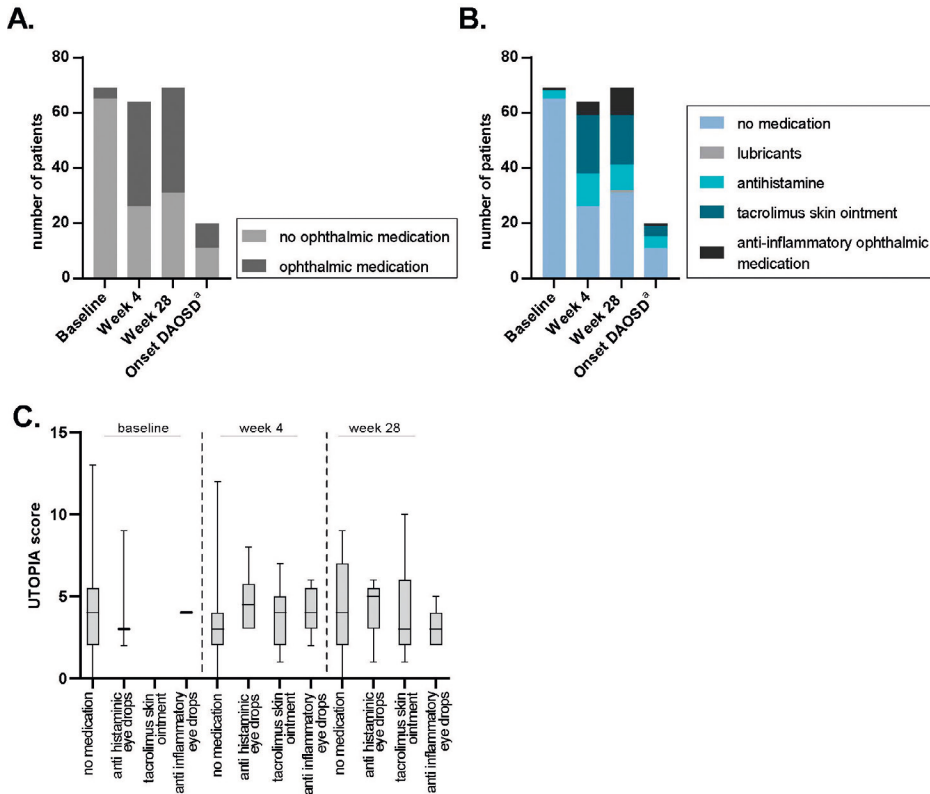 A.
number of patients
80
60
40
20
0
Baseline
Week 4
Week 28
Onset DAOSDa
no ophthalmic medication
ophthalmic medication
B.
number of patients
80
60
40
20
0
Baseline
Week 4
Week 28
Onset DAOSDa
no medication
lubricants
antihistamine
tacrolimus skin ointment
anti-inflammatory ophthalmic
medication
C.
UTOPIA score
15
10
5
0
baseline
week 4
week 28
no medication
anti histaminic
eye drops
tacrolimus skin
ointment
anti inflammatory
eye drops
no medication
anti histaminic
eye drops
tacrolimus skin
ointment
anti inflammatory
eye drops
no medication
anti histaminic
eye drops
tacrolimus skin
ointment
anti inflammatory
eye drops